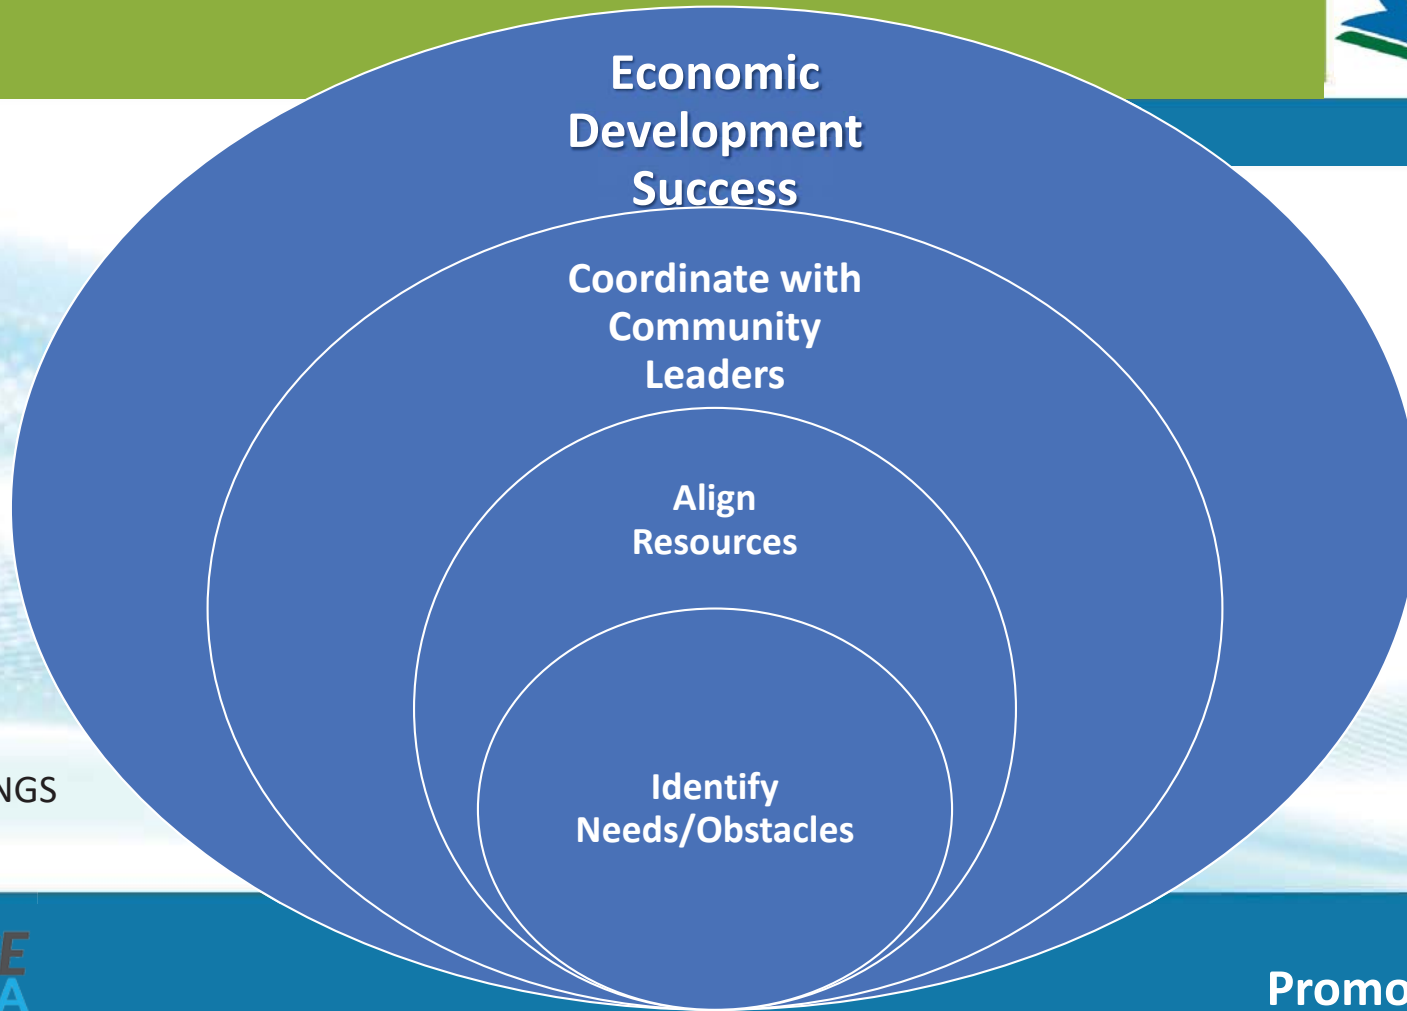 Economic
Development
Success
Coordinate with
Community
Leaders
Align
Resources
Identify
Needs/Obstacles
NGS
E
A
Promo